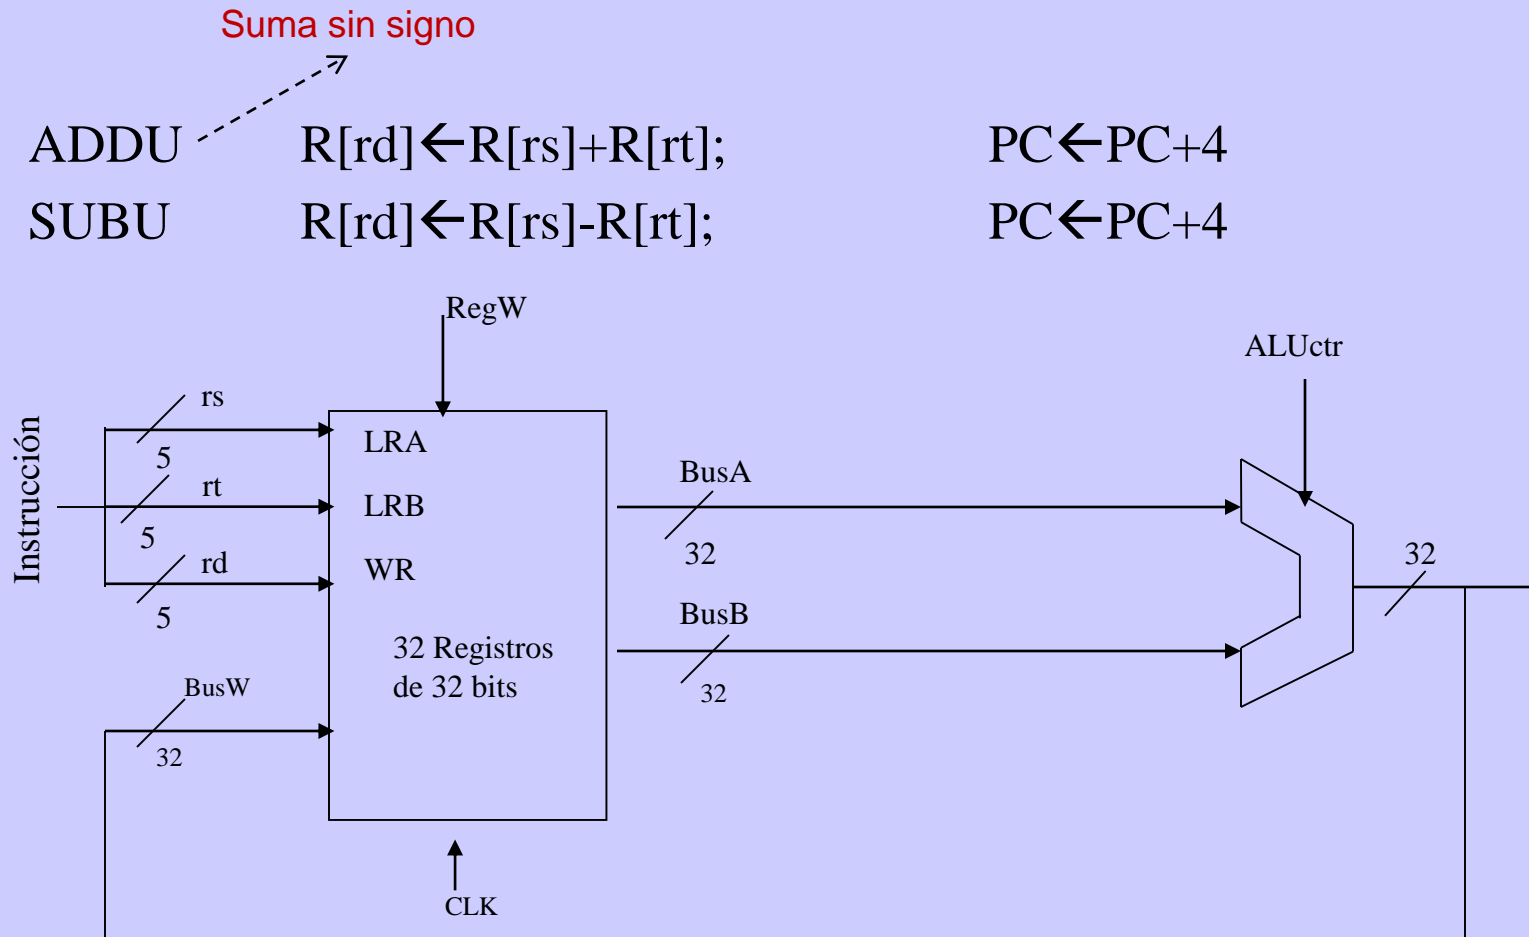 Suma sin signo
ADDU R[rd]←R[rs]+R[rt]; PC←PC+4
SUBU R[rd]←R[rs]-R[rt]; PC←PC+4
RegW
ALUctr
Instrucción
rs
5
rt
5
rd
5
LRA
LRB
WR
32 Registros
de 32 bits
BusW
32
BusA
32
BusB
32
32
CLK